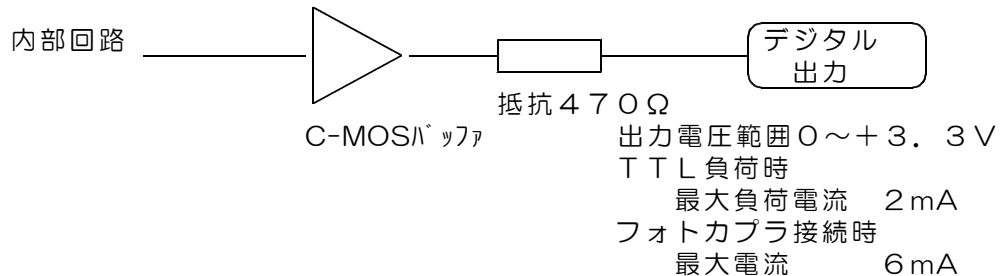 内部回路
デジタル
出力
抵抗４７０Ω
C-MOSﾊﾞｯﾌｧ
出力電圧範囲０～＋３．３Ｖ
ＴＴＬ負荷時
最大負荷電流　２mA
フォトカプラ接続時
最大電流　６mA